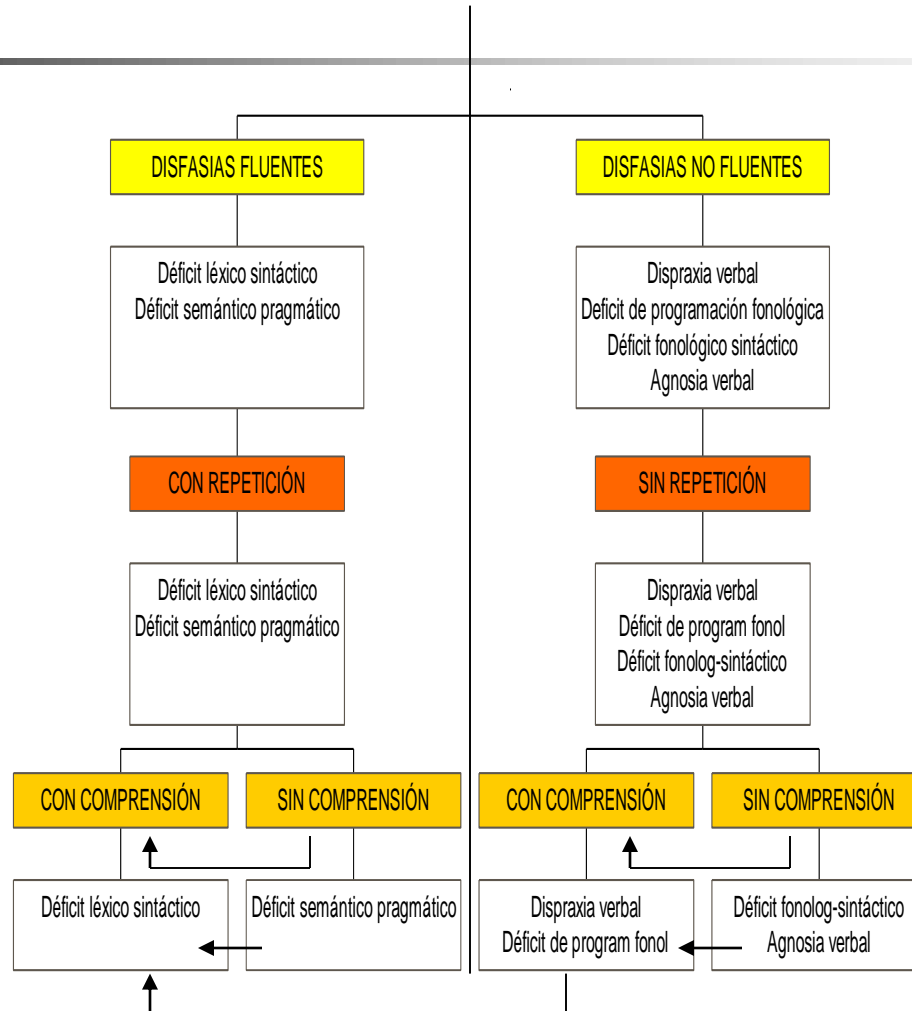 DISFASIAS FLUENTES
Déficit léxico sintáctico
Déficit semántico pragmático
CON REPETICIÓN
Déficit léxico sintáctico
Déficit semántico pragmático
CON COMPRENSIÓN
SIN COMPRENSIÓN
Déficit léxico sintáctico
Déficit semántico pragmático
DISFASIAS NO FLUENTES
Dispraxia verbal
Deficit de programación fonológica
Déficit fonológico sintáctico
Agnosia verbal
SIN REPETICIÓN
Dispraxia verbal
Déficit de program fonol
Déficit fonolog-sintáctico
Agnosia verbal
CON COMPRENSIÓN
SIN COMPRENSIÓN
Dispraxia verbal
Déficit de program fonol
Déficit fonolog-sintáctico
Agnosia verbal